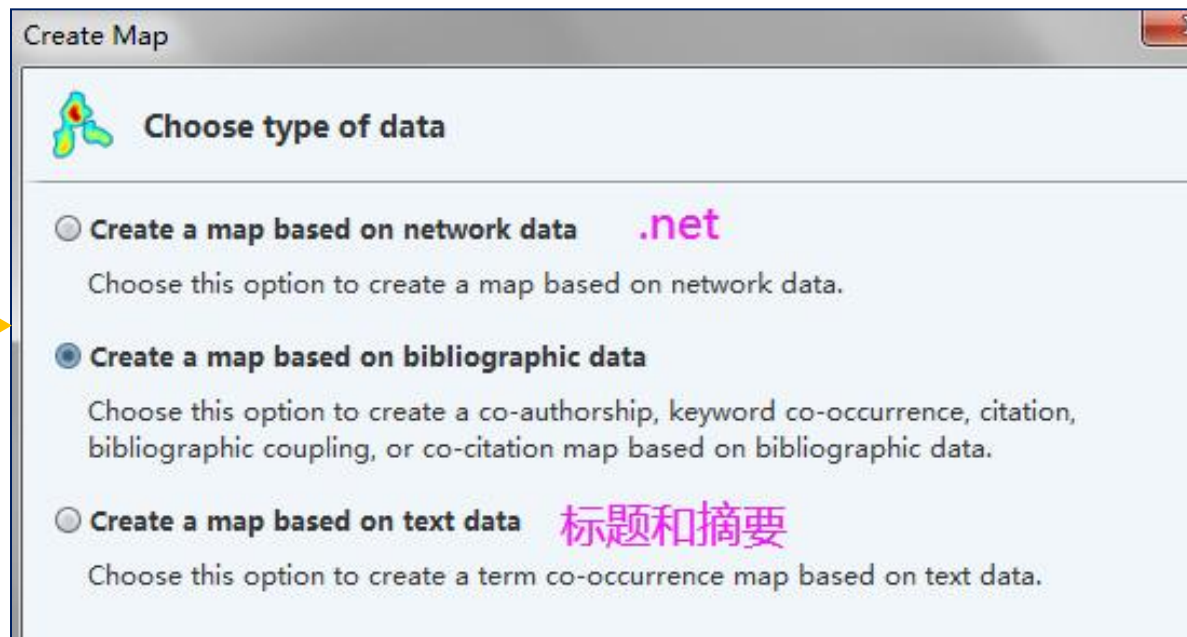 Create Map
Choose type of data
Create a map based on network data .net
Choose this option to create a map based on network data.
Create a map based on bibliographic data
Choose this option to create a co-authorship, keyword co-occurrence, citation,
bibliographic coupling, or co-citation map based on bibliographic data.
Create a map based on text data 标题和摘要
Choose this option to create a term co-occurrence map based on text data.